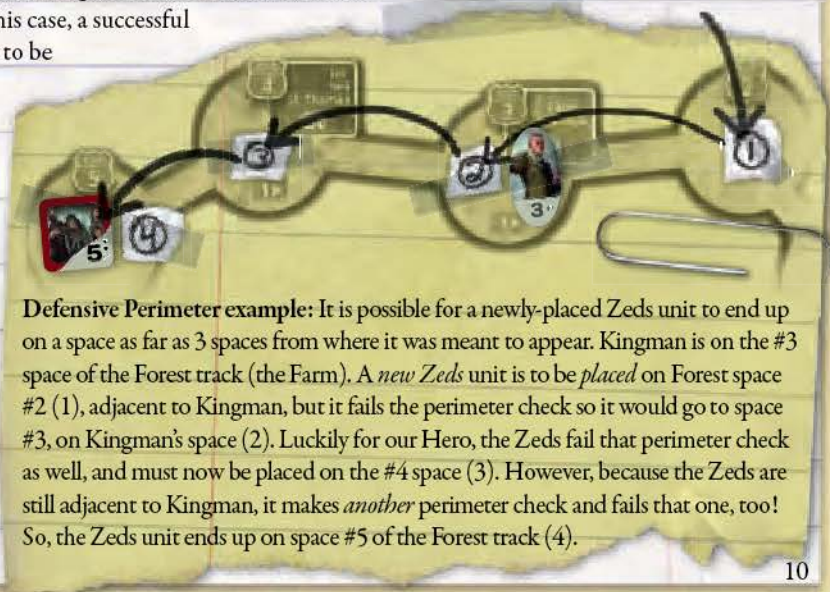 his case, a successful
to be
3
2
1
5
4
3
5
Defensive Perimeter example: It is possible for a newly-placed Zeds unit to end up
on a space as far as 3 spaces from where it was meant to appear. Kingman is on the #3
space of the Forest track (the Farm). A new Zeds unit is to be placed on Forest space
#2 (1), adjacent to Kingman, but it fails the perimeter check so it would go to space
#3, on Kingman's space (2). Luckily for our Hero, the Zeds fail that perimeter check
as well, and must now be placed on the #4 space (3). However, because the Zeds are
still adjacent to Kingman, it makes another perimeter check and fails that one, too!
So, the Zeds unit ends up on space #5 of the Forest track (4).
10